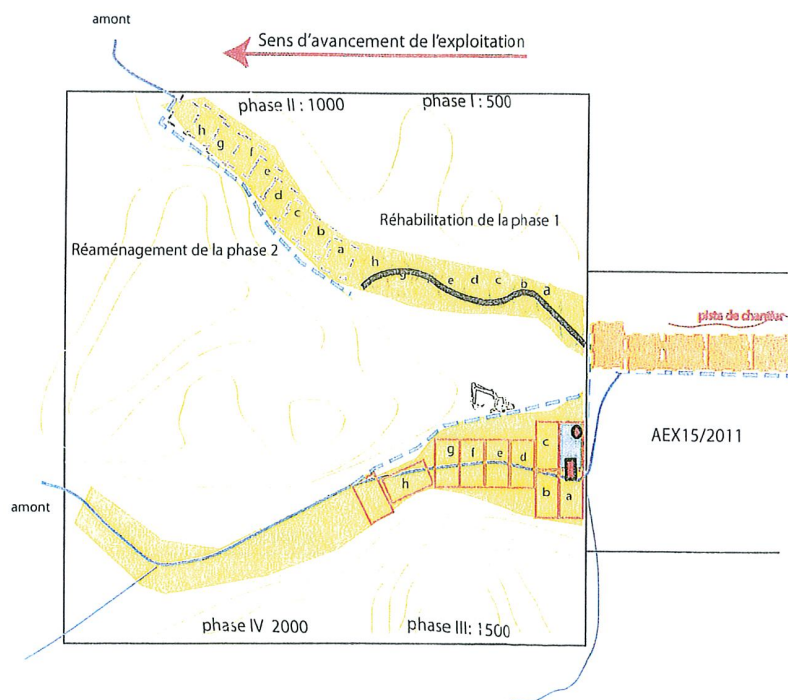 amont
Sens d'avancement de l'exploitation
phase II : 1000
phase I : 500
h
g
f
e
d
c
b
a
Réhabilitation de la phase 1
Réaménagement de la phase 2
h
g
e
d
c
b
a
piste de chantier
AEX15/2011
c
g
f
e
d
h
b
a
amont
phase IV 2000
phase III: 1500